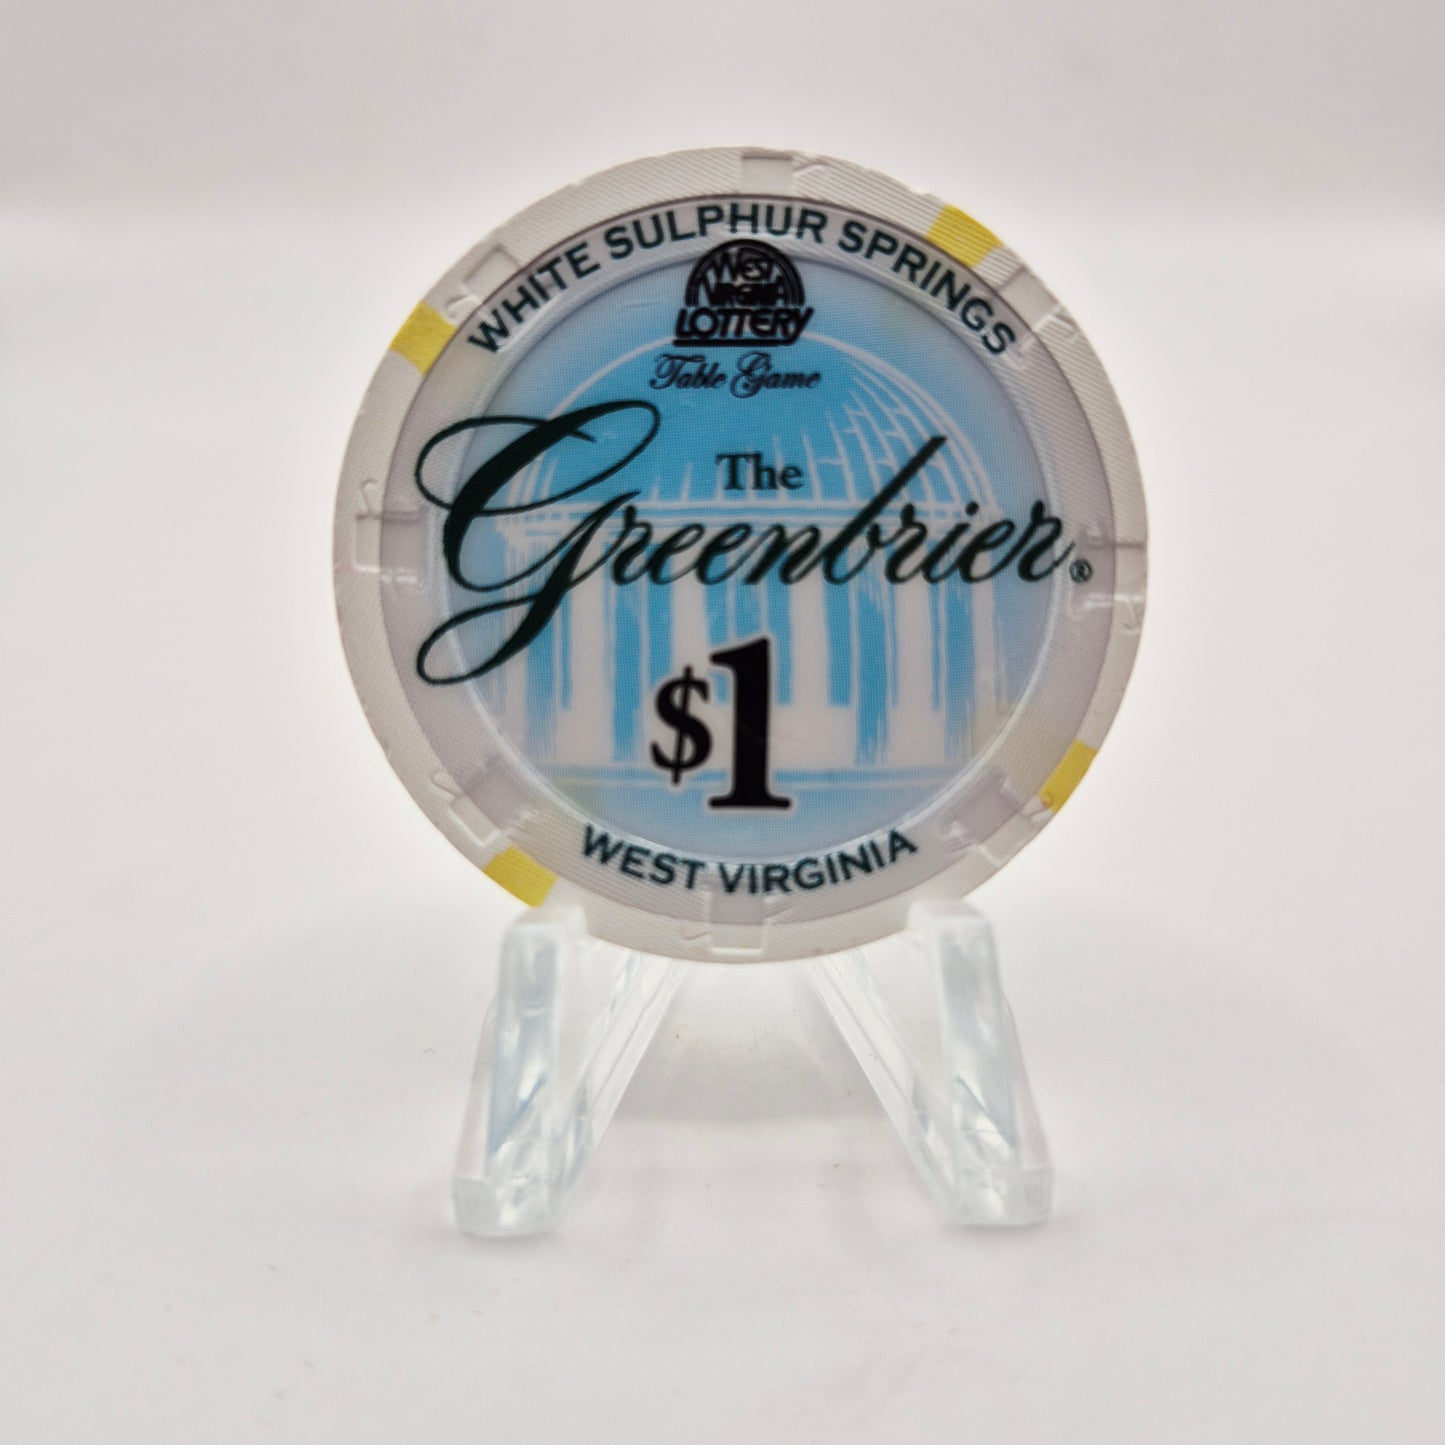 WHITE SULPHUR SPRINGS
WEST
VIRGINIA
LOTTERY
Table Game
The
Greenbrier®
$1
WEST VIRGINIA